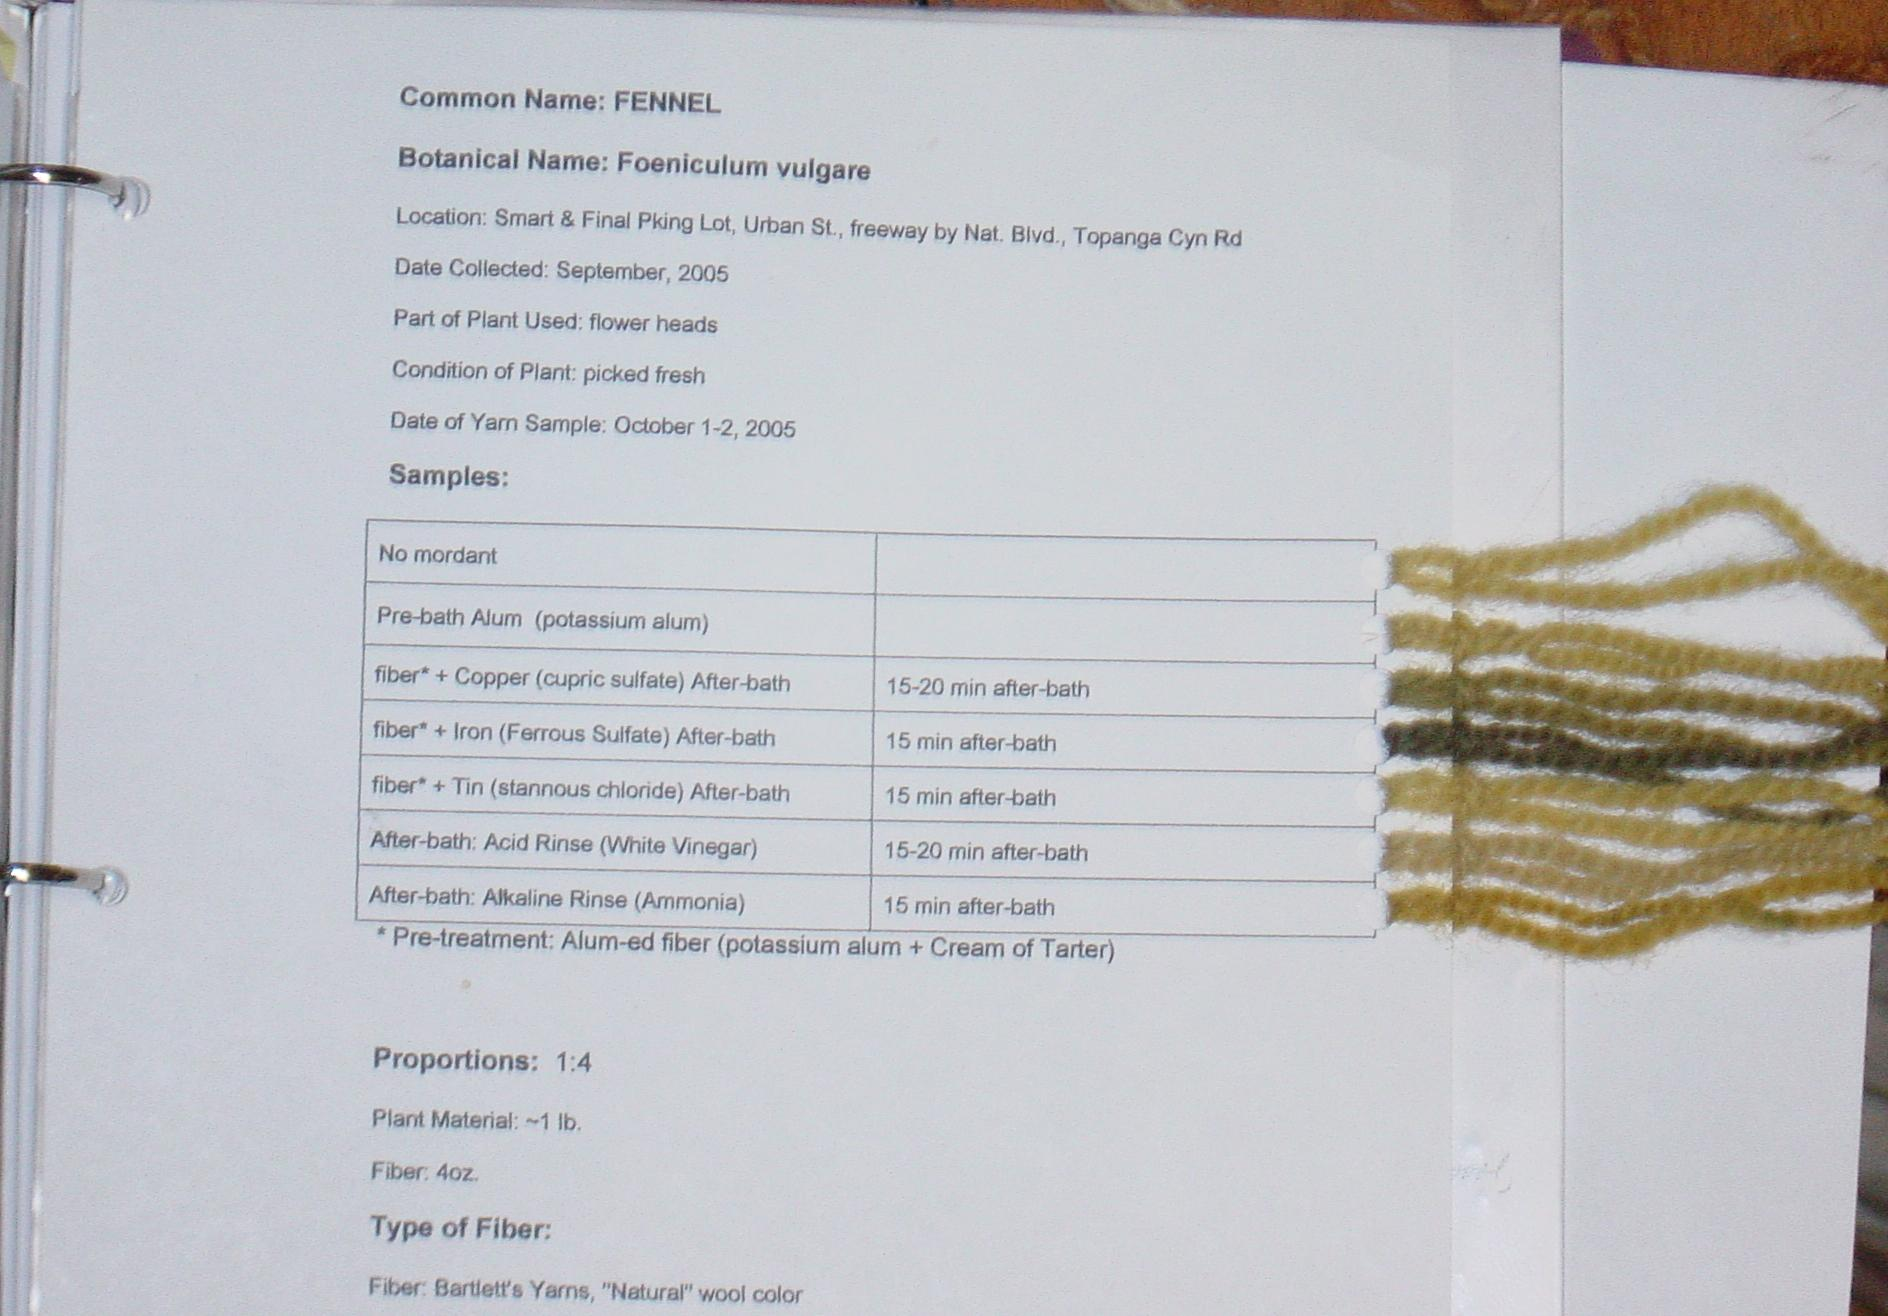 Common Name: FENNEL
Botanical Name: Foeniculum vulgare
Location: Smart & Final Pking Lot, Urban St., freeway by Nat. Blvd., Topanga Cyn Rd
Date Collected: September, 2005
Part of Plant Used: flower heads
Condition of Plant: picked fresh
Date of Yarn Sample: October 1-2, 2005
Samples:
No mordant
Pre-bath Alum (potassium alum)
fiber* + Copper (cupric sulfate) After-bath 15-20 min after-bath
fiber* + Iron (Ferrous Sulfate) After-bath 15 min after-bath
fiber* + Tin (stannous chloride) After-bath 15 min after-bath
After-bath: Acid Rinse (White Vinegar) 15-20 min after-bath
After-bath: Alkaline Rinse (Ammonia) 15 min after-bath
* Pre-treatment: Alum-ed fiber (potassium alum + Cream of Tarter)
Proportions: 1:4
Plant Material: ~1 lb.
Fiber: 4oz.
Type of Fiber:
Fiber: Bartlett's Yarns, "Natural" wool color